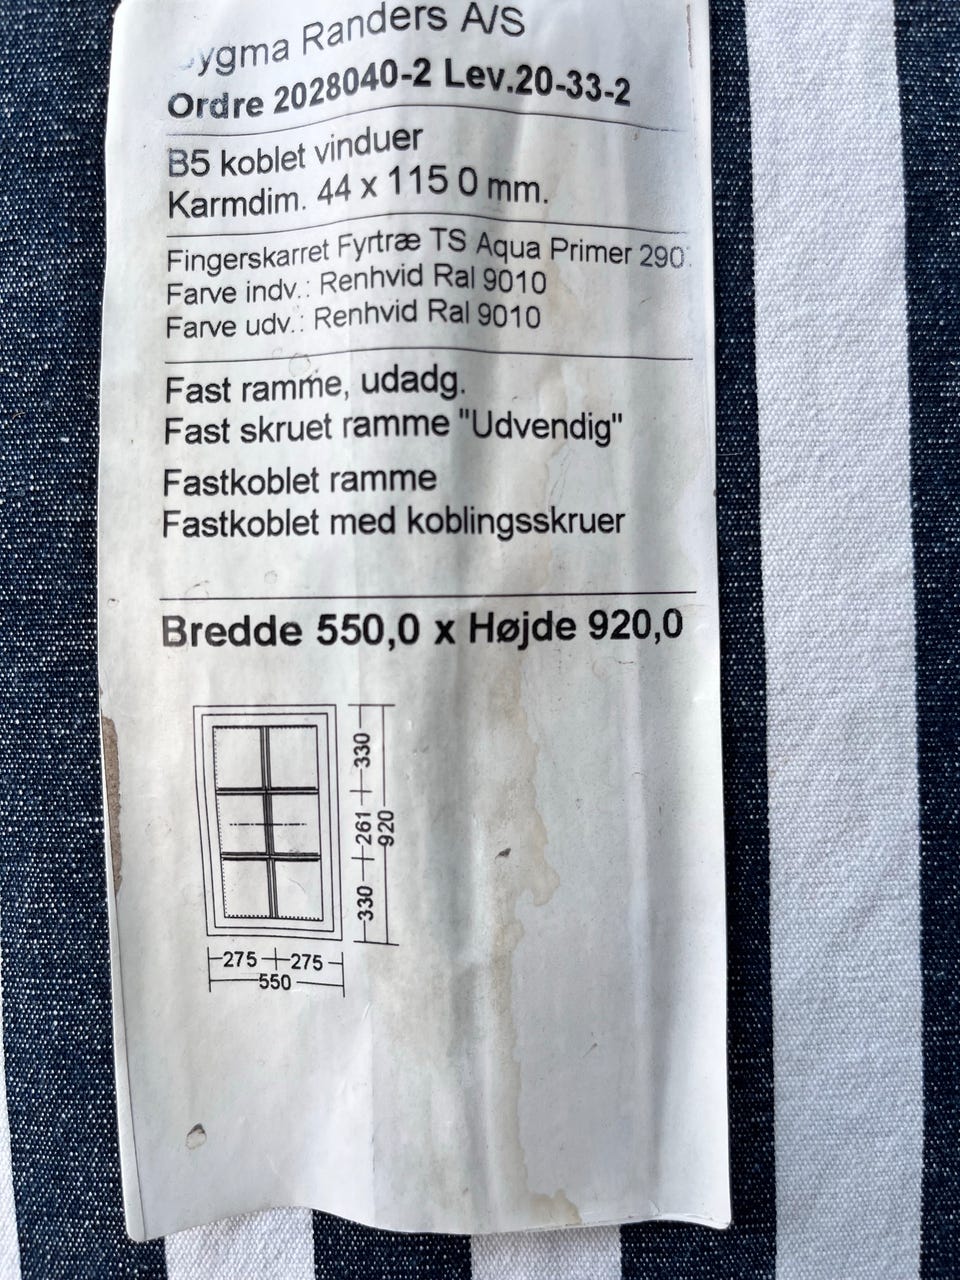 ygma Randers A/S
Ordre 2028040-2 Lev.20-33-2
B5 koblet vinduer
Karmdim. 44 x 115 0 mm.
Fingerskarret Fyrtræ TS Aqua Primer 290
Farve indv.: Renhvid Ral 9010
Farve udv.: Renhvid Ral 9010
Fast ramme, udadg.
Fast skruet ramme "Udvendig"
Fastkoblet ramme
Fastkoblet med koblingsskruer
Bredde 550,0 x Højde 920,0
330
261
330
920
275 275
550